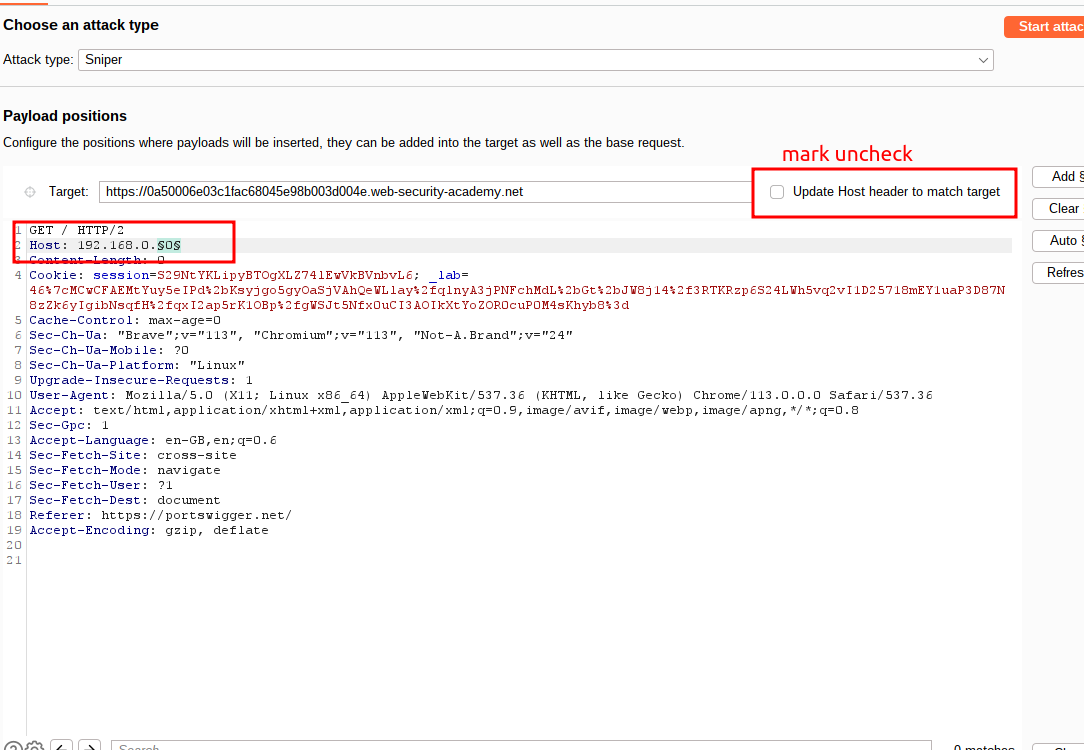 Choose an attack type
Start attac
Attack type: Sniper
Payload positions
Configure the positions where payloads will be inserted, they can be added into the target as well as the base request.
mark uncheck
Target: https://0a50006e03c1fac68045e98b003d004e.web-security-academy.net
Update Host header to match target
Add §
Clear
Auto §
Refres
1 GET / HTTP/2
2 Host: 192.168.0.§0§
3 Content-Length: 0
4 Cookie: session=S29NtYKLipyBTOgXLZ74lEwVkBVnbvL6; _lab=
46%7cMCwCFAEMtYuy5eIPd%2bKsyjgo5gyOaSjVAhQeWL1ay%2fqlnyA3jPNFchMdL%2bGt%2bJW8j14%2f3RTKRzp6S24LWh5vq2vI1D25718mEY1uaP3D87N
8zZk6yIgibNsqfH%2fqxI2ap5rK1OBp%2fgWSJt5NfxOuCI3AOIkXtYoZOROcuPOM4sKhyb8%3d
5 Cache-Control: max-age=0
6 Sec-Ch-Ua: "Brave";v="113", "Chromium";v="113", "Not-A.Brand";v="24"
7 Sec-Ch-Ua-Mobile: ?0
8 Sec-Ch-Ua-Platform: "Linux"
9 Upgrade-Insecure-Requests: 1
10 User-Agent: Mozilla/5.0 (X11; Linux x86_64) AppleWebKit/537.36 (KHTML, like Gecko) Chrome/113.0.0.0 Safari/537.36
11 Accept: text/html,application/xhtml+xml,application/xml;q=0.9,image/avif,image/webp,image/apng,*/*;q=0.8
12 Sec-Gpc: 1
13 Accept-Language: en-GB,en;q=0.6
14 Sec-Fetch-Site: cross-site
15 Sec-Fetch-Mode: navigate
16 Sec-Fetch-User: ?1
17 Sec-Fetch-Dest: document
18 Referer: https://portswigger.net/
19 Accept-Encoding: gzip, deflate
20
21
Search
0 matches